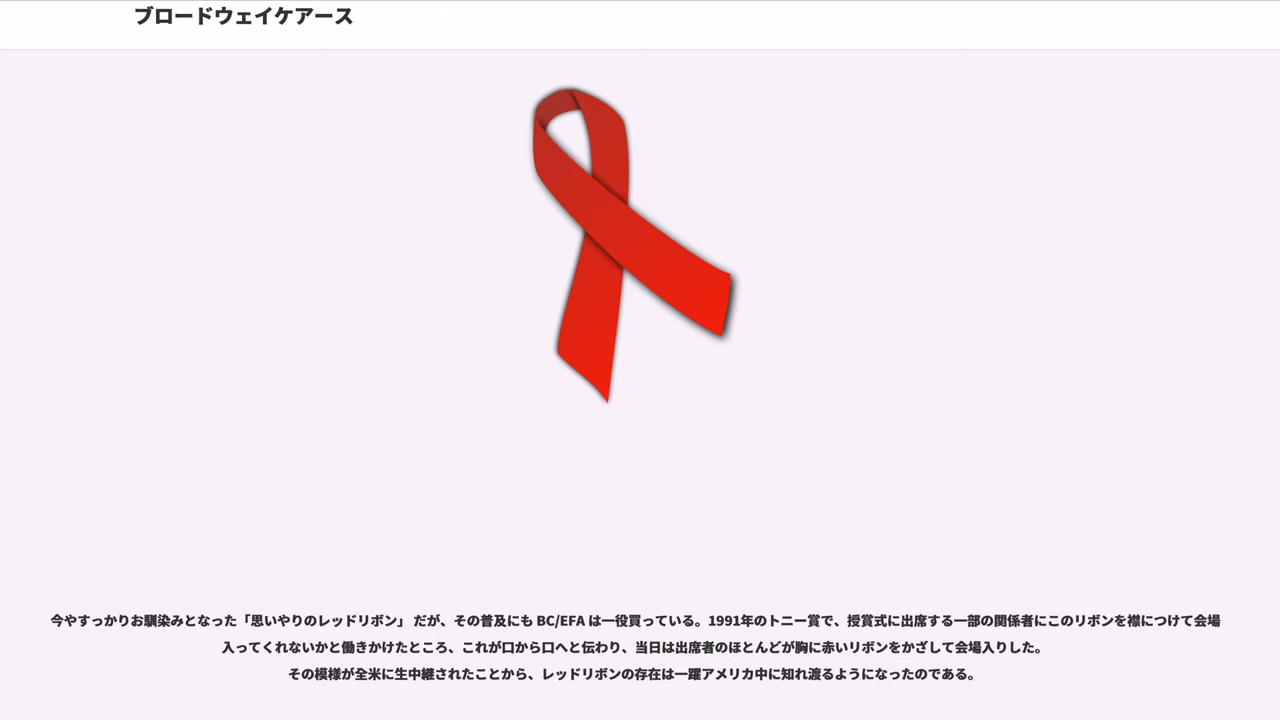 ブロードウェイケアース
今やすっかりお馴染みとなった「思いやりのレッドリボン」 だが、その普及にも BC/EFA は一役買っている。1991年のトニー賞で、授賞式に出席する一部の関係者にこのリボンを襟につけて会場
入ってくれないかと働きかけたところ、これが口から口へと伝わり、当日は出席者のほとんどが胸に赤いリボンをかざして会場入りした。
その模様が全米に生中継されたことから、レッドリボンの存在は一躍アメリカ中に知れ渡るようになったのである。